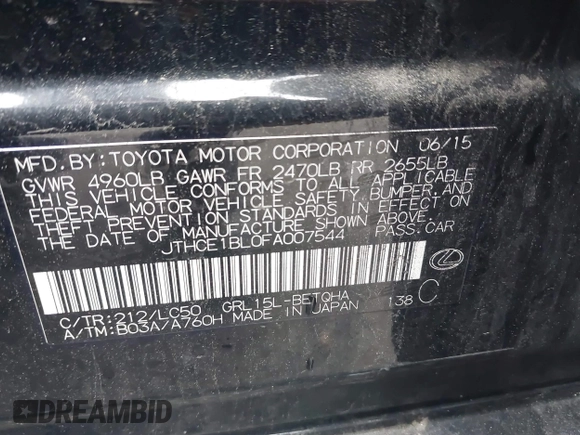 MFD. BY: TOYOTA MOTOR CORPORATION 06/15
GVWR 4960LB GAWR FR 2470LB RR 2655LB
THIS VEHICLE CONFORMS TO ALL APPLICABLE
FEDERAL MOTOR VEHICLE SAFETY, BUMPER, AND
THEFT PREVENTION STANDARDS IN EFFECT ON
THE DATE OF MANUFACTURE SHOWN ABOVE.
JTHCE1BL0FA007544 PASS.CAR
C/TR:212/LC50 GRL15L-BETQHA
A/TM:B03A/A760H MADE IN JAPAN 138 C
DREAMBID